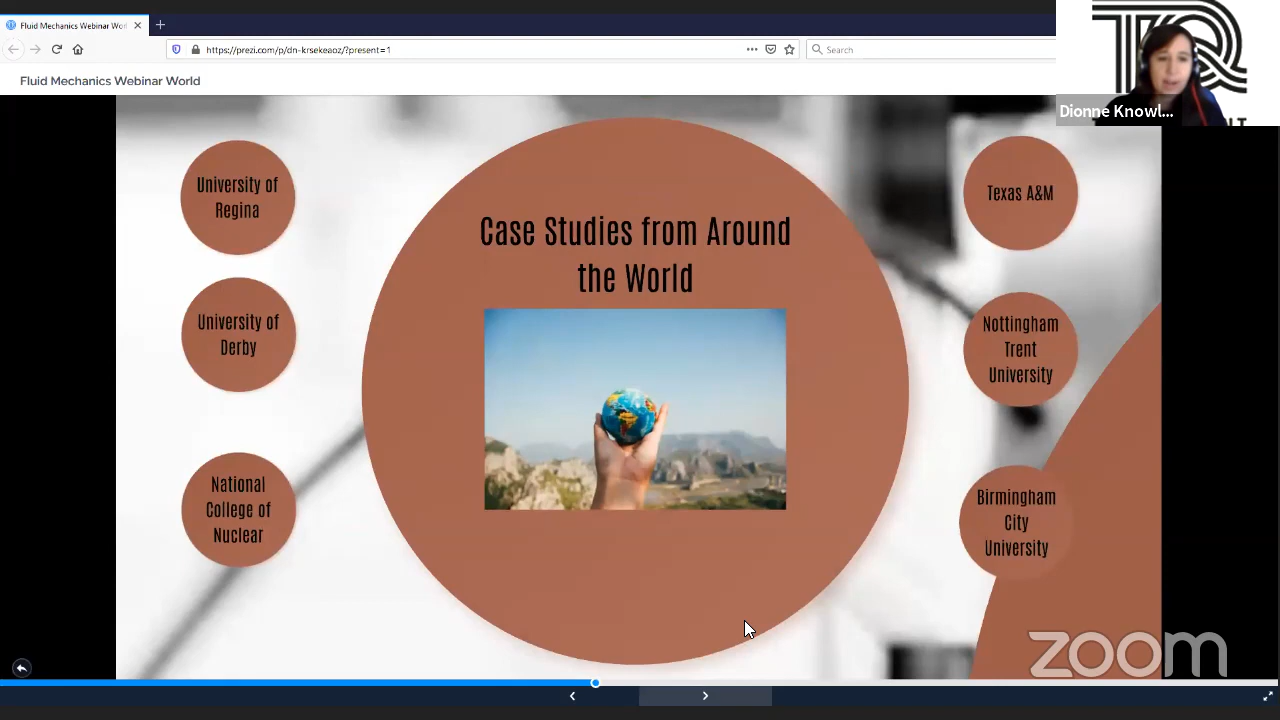 Fluid Mechanics Webinar Wor
https://prezi.com/p/dn-krsekeaoz/?present=1
Search
Fluid Mechanics Webinar World
TQ
Dionne Knowl...
University of
Regina
University of
Derby
National
College of
Nuclear
Case Studies from Around
the World
Texas A&M
Nottingham
Trent
University
Birmingham
City
University
zoom